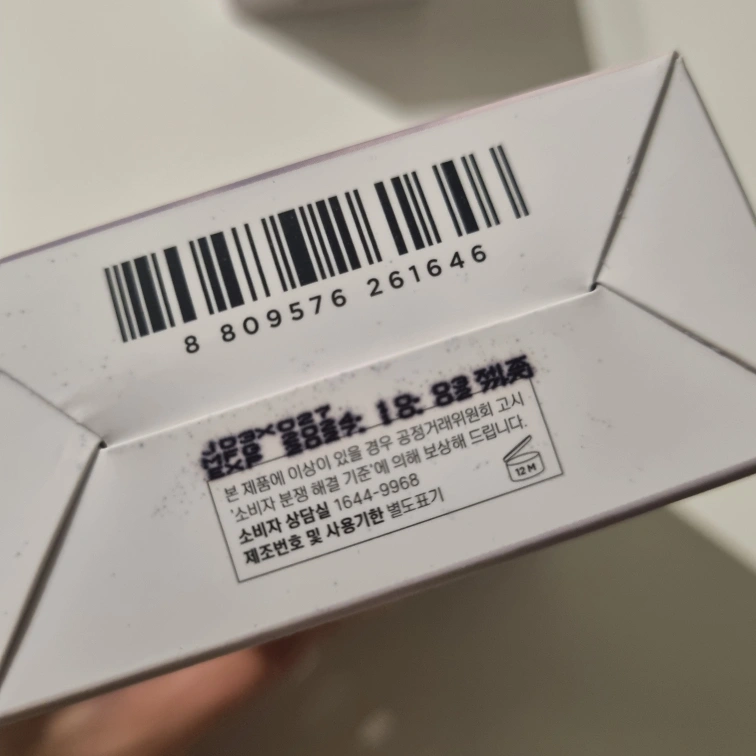 8 809576 261646
J03X027
본 제품에 이상이 있을 경우 공정거래위원회 고시
'소비자 분쟁 해결 기준'에 의해 보상해 드립니다.
소비자 상담실 1644-9968
제조번호 및 사용기한 별도표기
12M